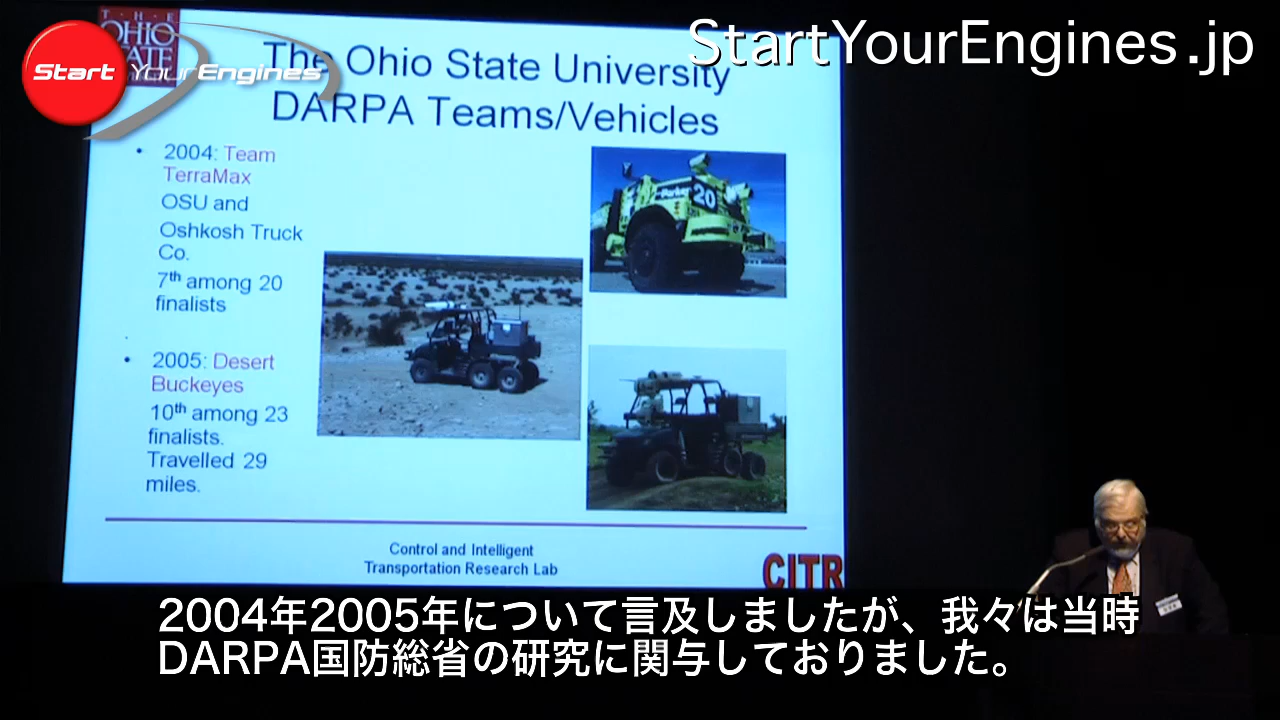 THE
OHIO
STATE
Start YourEngines
StartYourEngines.jp
The Ohio State University
DARPA Teams/Vehicles
• 2004: Team
TerraMax
OSU and
Oshkosh Truck
Co.
7th among 20
finalists
• 2005: Desert
Buckeyes
10th among 23
finalists.
Travelled 29
miles.
Parker
20
Control and Intelligent
Transportation Research Lab
CITR
2004年2005年について言及しましたが、我々は当時
DARPA国防総省の研究に関与しておりました。